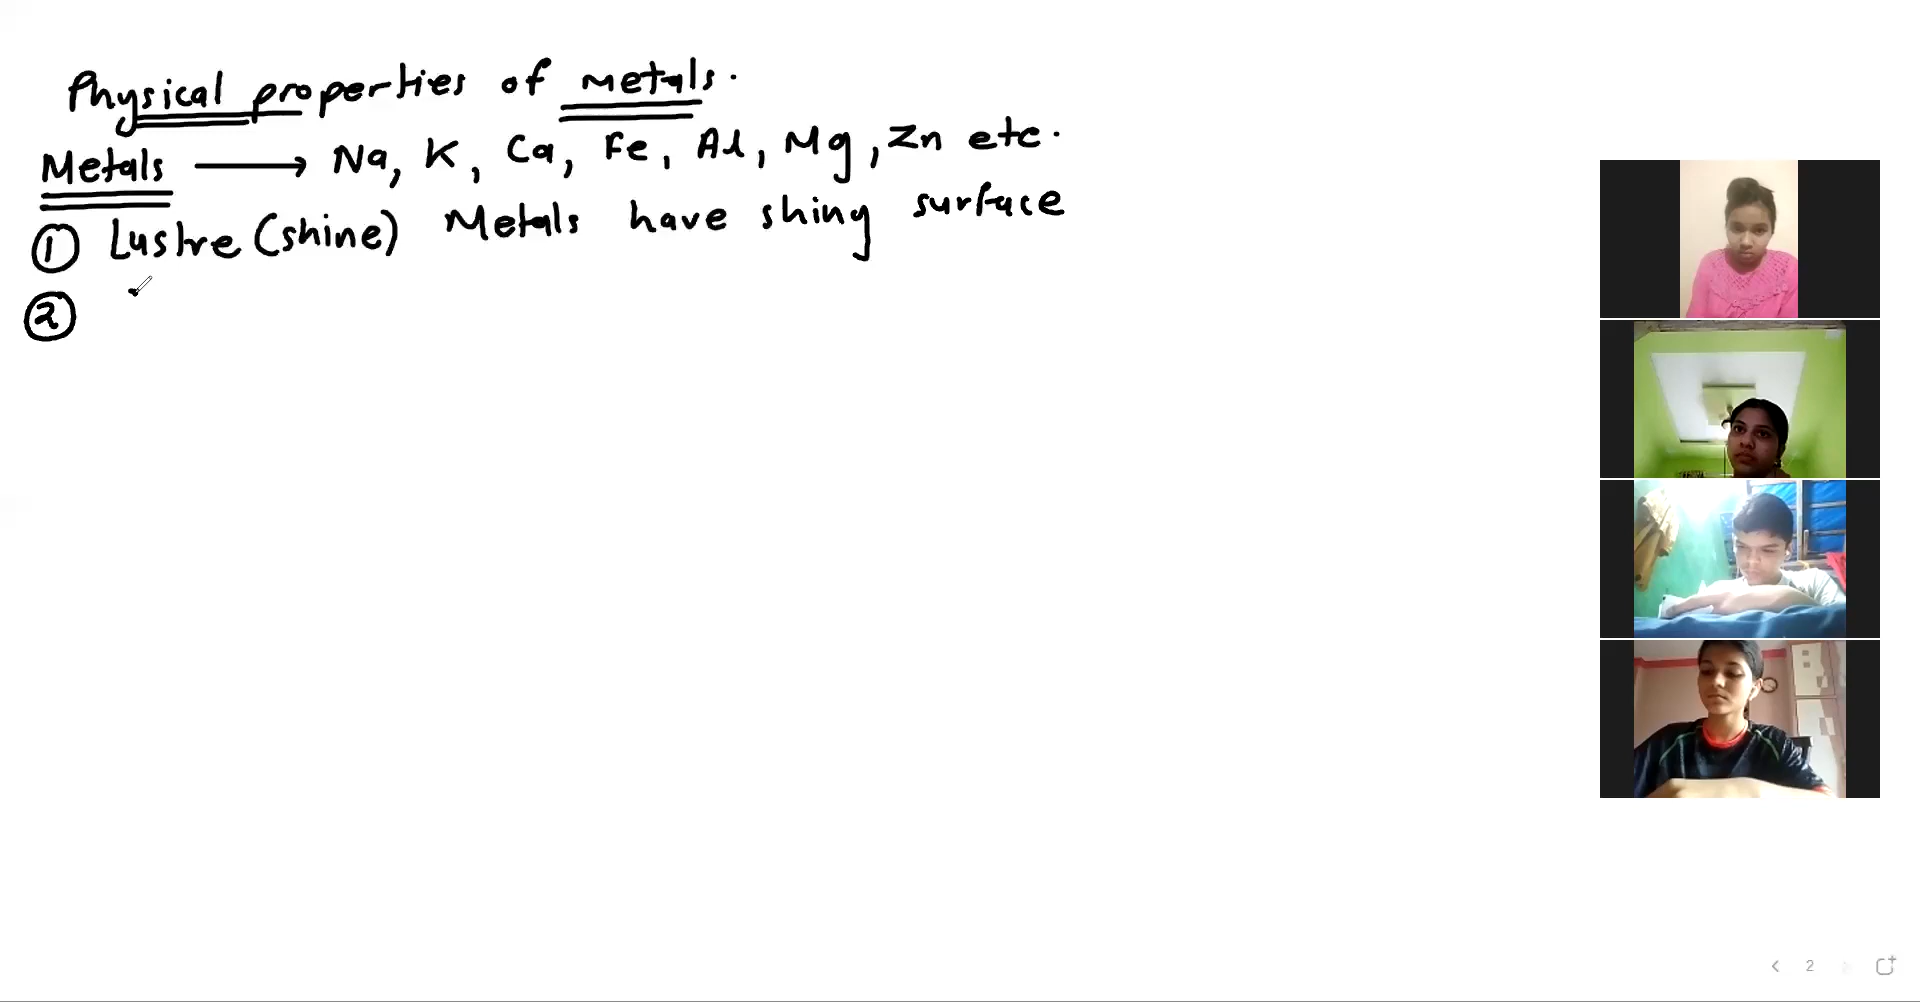 Physical properties of metals.
Metals → Na, K, Ca, Fe, Al, Mg, Zn etc.
① Lustre (shine) Metals have shing surface
②
2